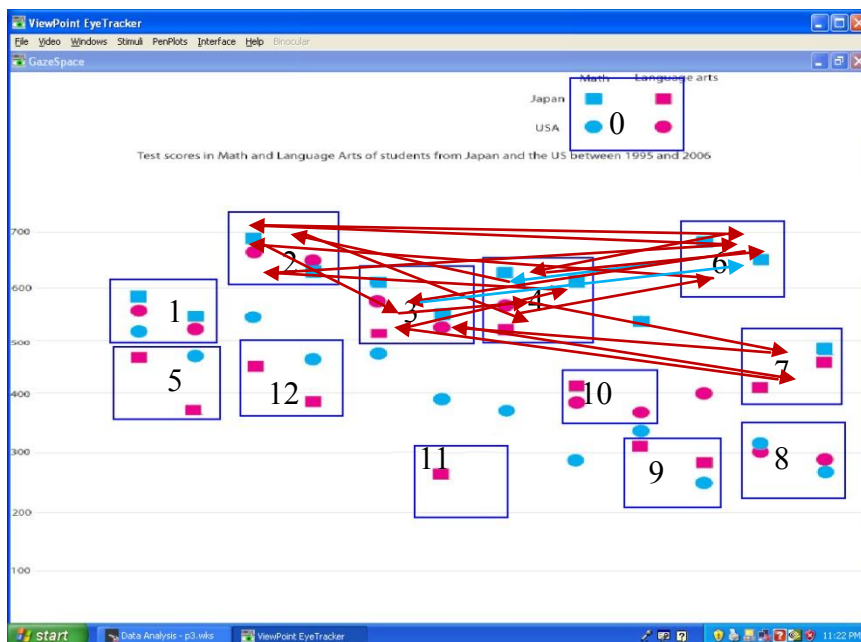 ViewPoint EyeTracker
File Video Windows Stimuli PenPlots Interface Help Binocular
GazeSpace
Math Language arts
Japan
USA 0
Test scores in Math and Language Arts of students from Japan and the US between 1995 and 2006
700
2 6
600
1 3 4
500
5 12 10 7
400
300
11 9 8
200
100
start Data Analysis - p3.wks ViewPoint EyeTracker 11:22 PM